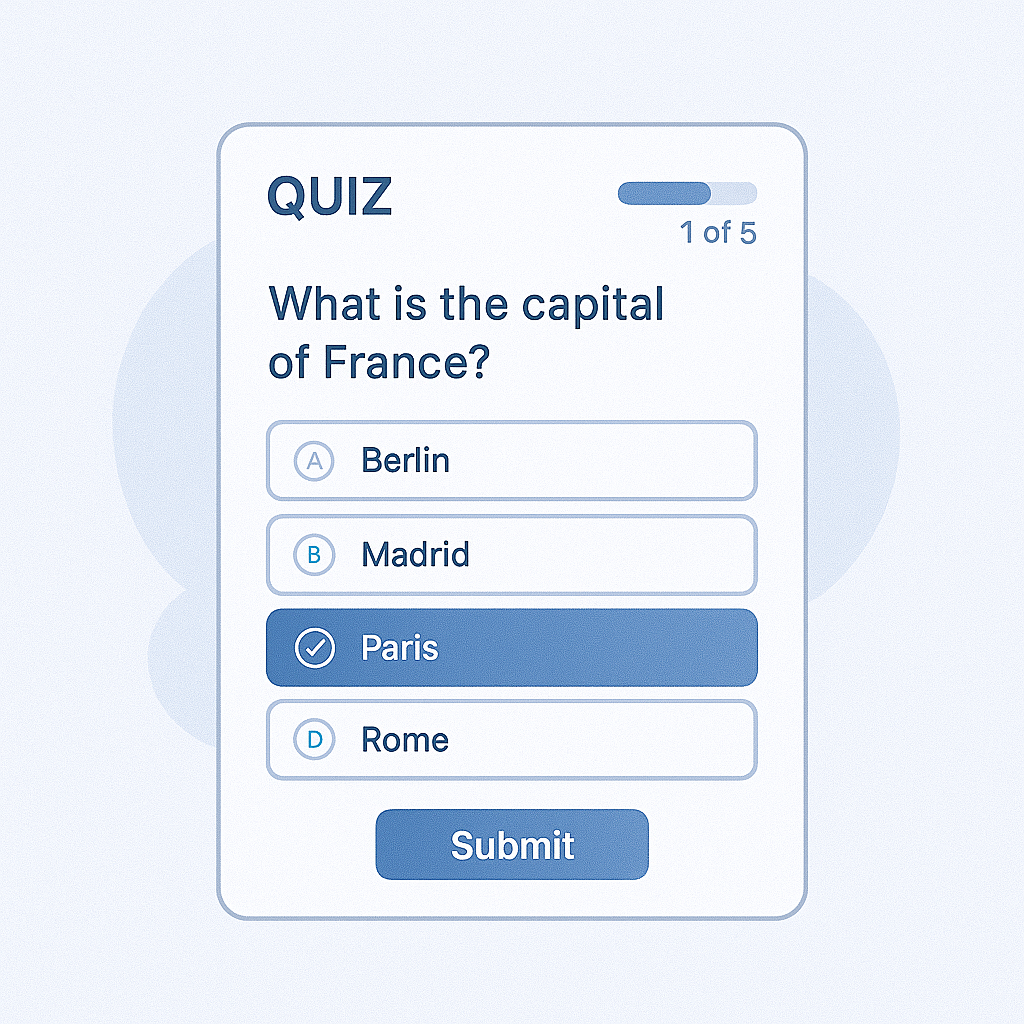 QUIZ
1 of 5
What is the capital
of France?
A Berlin
B Madrid
Paris
D Rome
Submit